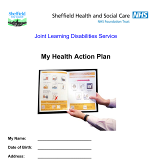 Sheffield
Sheffield Health and Social Care NHS
NHS Foundation Trust
Joint Learning Disabilities Service
My Health Action Plan
My Name:
Date of Birth:
Address: